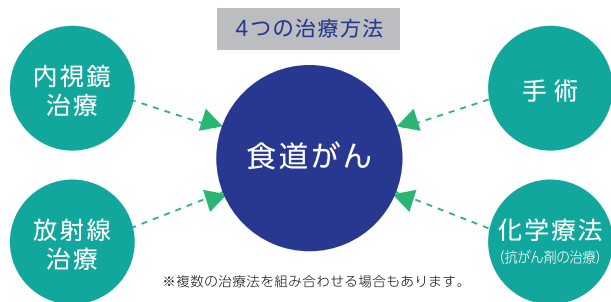 4つの治療方法
内視鏡
治療
手術
食道がん
放射線
治療
化学療法
(抗がん剤の治療)
※複数の治療法を組み合わせる場合もあります。